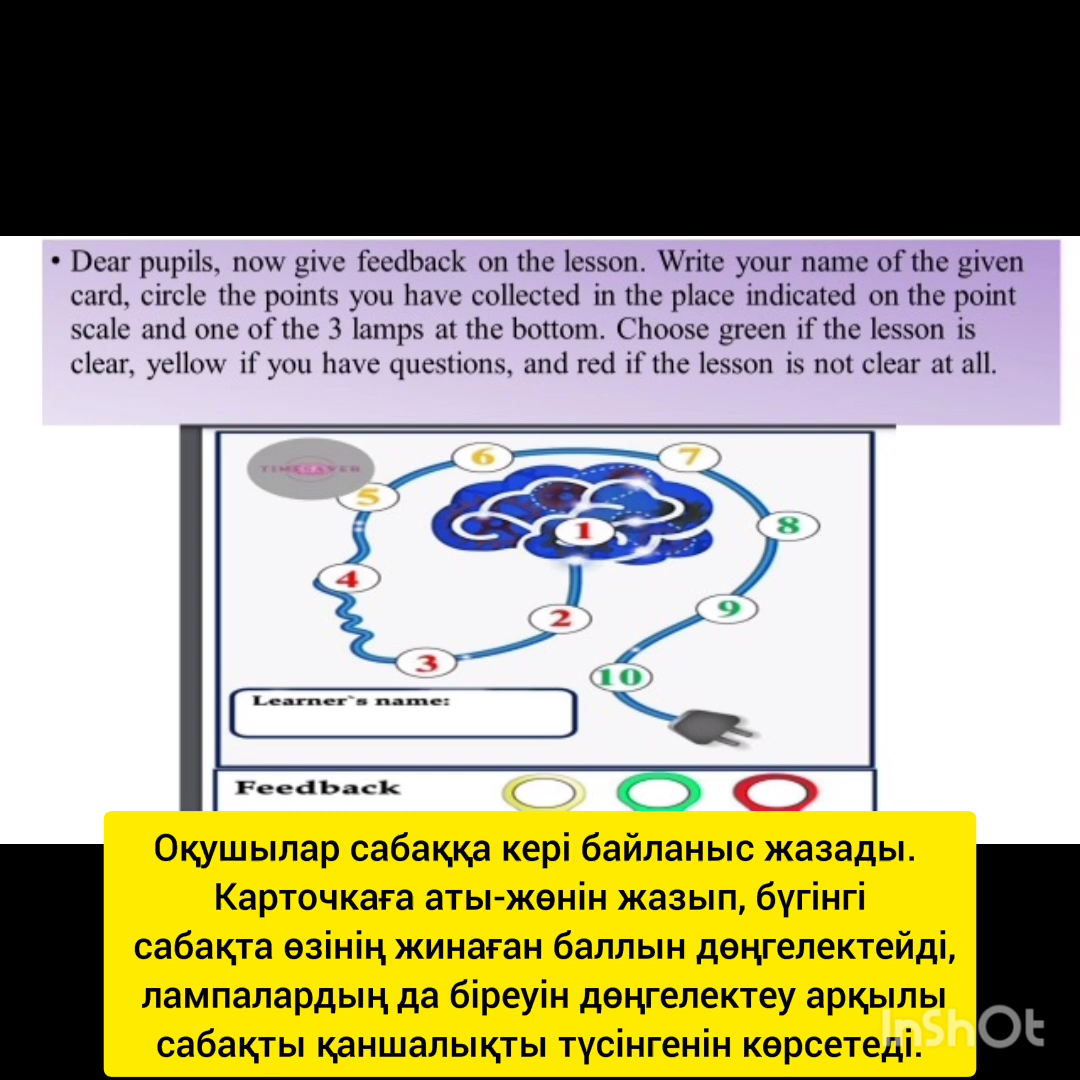 • Dear pupils, now give feedback on the lesson. Write your name of the given
card, circle the points you have collected in the place indicated on the point
scale and one of the 3 lamps at the bottom. Choose green if the lesson is
clear, yellow if you have questions, and red if the lesson is not clear at all.
TIMESAVER
6
7
5
1
8
4
2
9
3
10
Learner`s name:
Feedback
Оқушылар сабаққа кері байланыс жазады.
Карточкаға аты-жөнін жазып, бүгінгі
сабақта өзінің жинаған баллын дөңгелектейді,
лампалардың да біреуін дөңгелектеу арқылы
сабақты қаншалықты түсінгенін көрсетеді.
InShOt